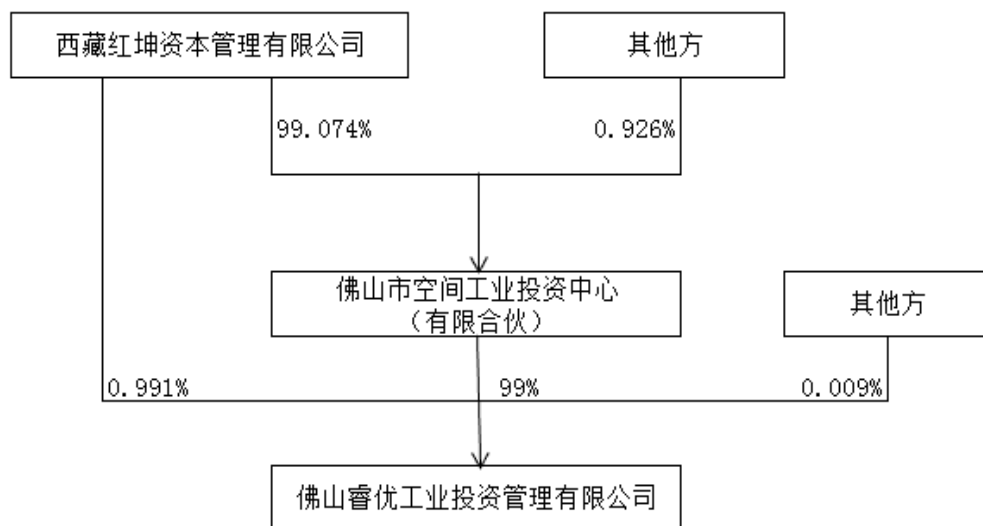 西藏红坤资本管理有限公司
其他方
99.074%
0.926%
佛山市空间工业投资中心
（有限合伙）
其他方
0.991%
99%
0.009%
佛山睿优工业投资管理有限公司